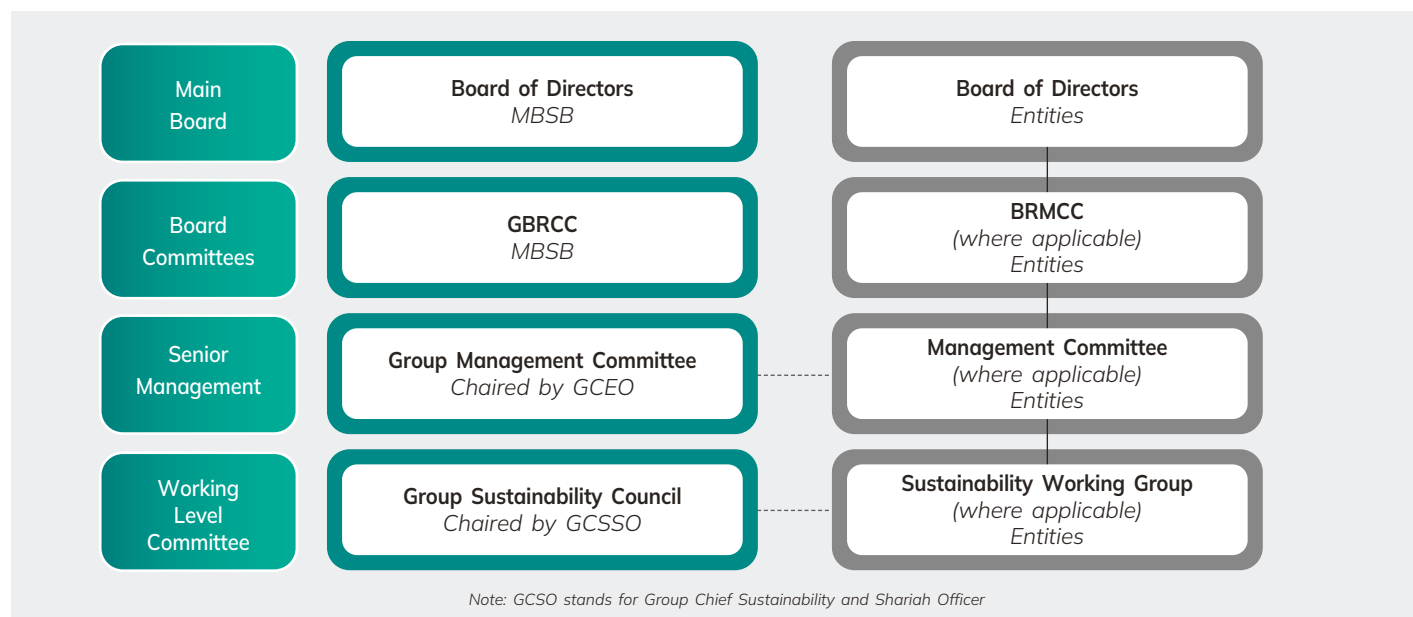 Main
Board
Board of Directors
MBSB
Board of Directors
Entities
Board
Committees
GBRCC
MBSB
BRMCC
(where applicable)
Entities
Senior
Management
Group Management Committee
Chaired by GCEO
Management Committee
(where applicable)
Entities
Working
Level
Committee
Group Sustainability Council
Chaired by GCSSO
Sustainability Working Group
(where applicable)
Entities
Note: GCSO stands for Group Chief Sustainability and Shariah Officer